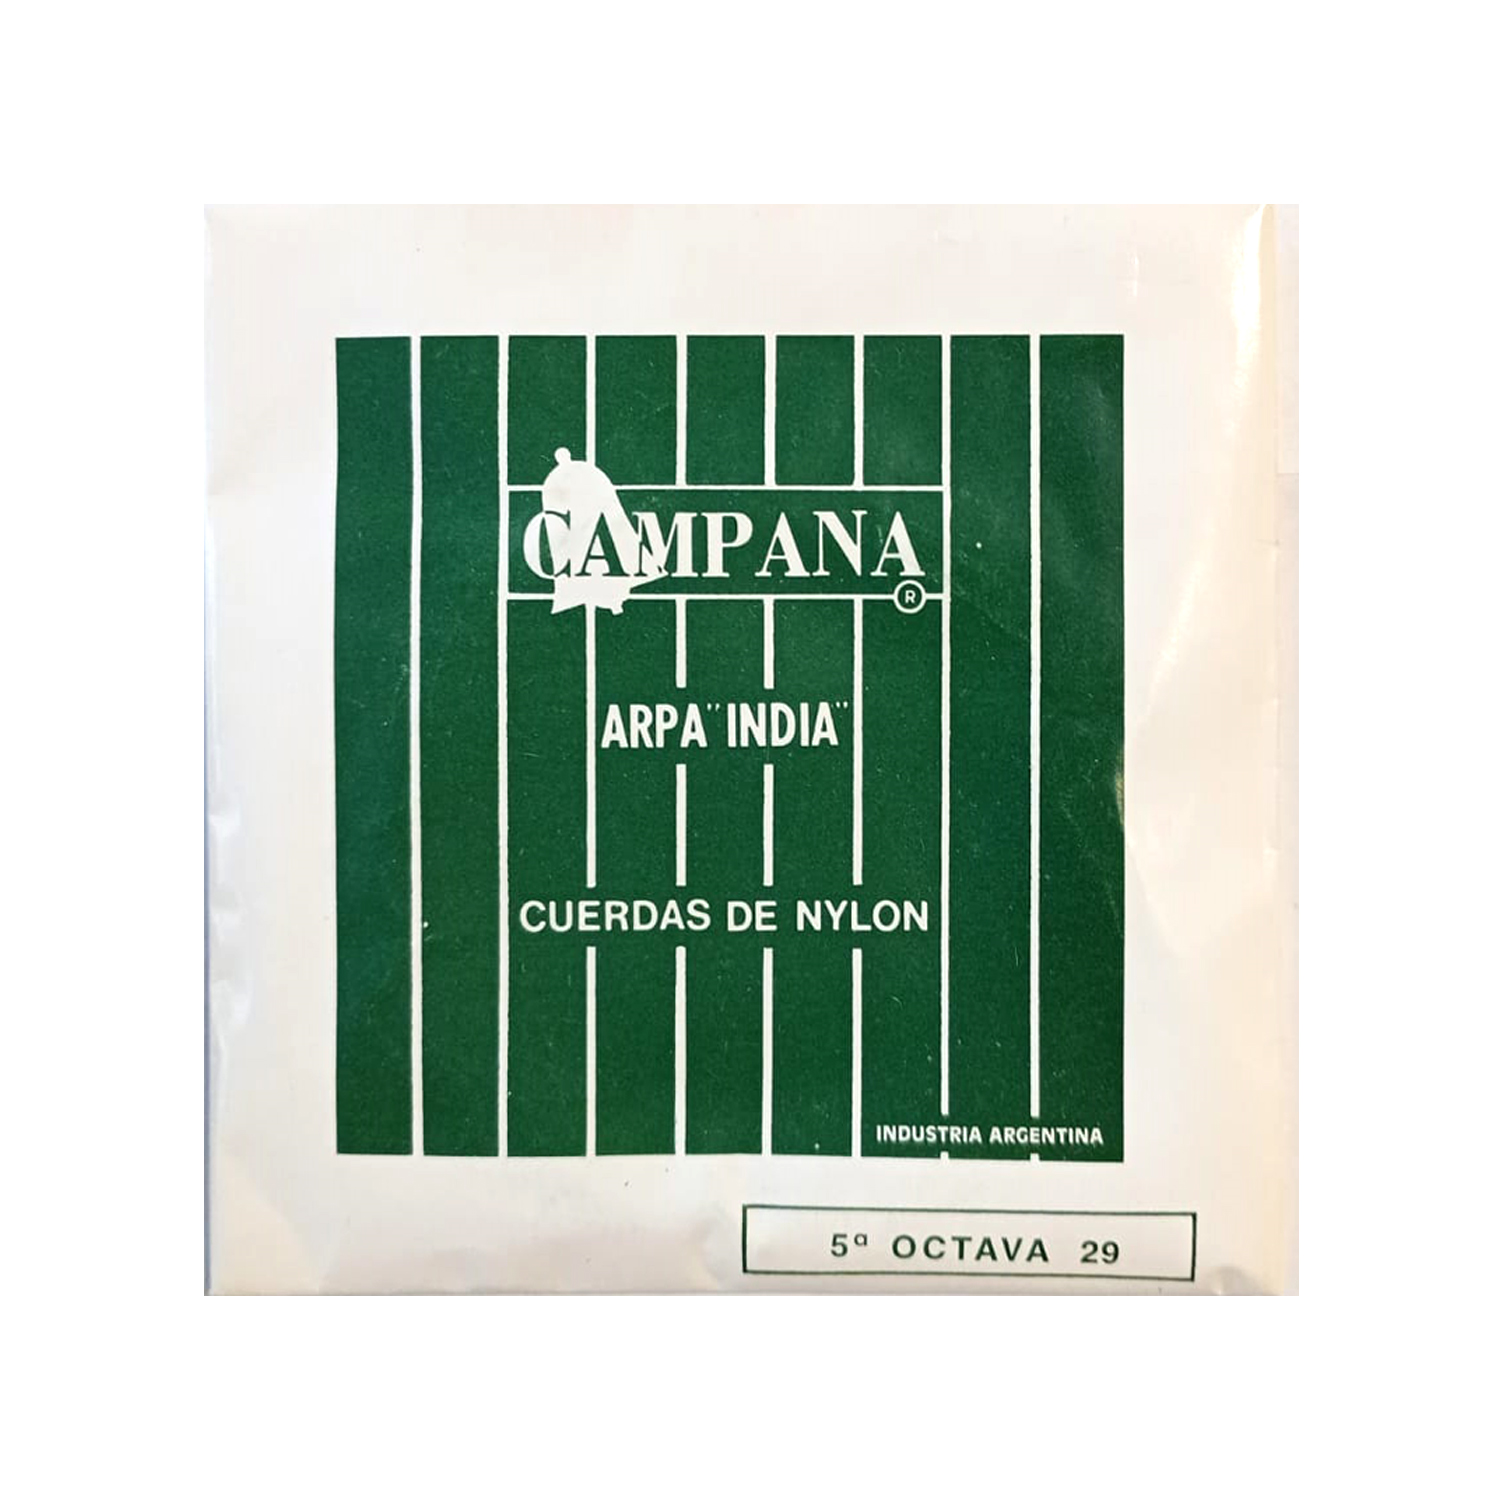 CAMPANA
®
ARPA "INDIA"
CUERDAS DE NYLON
INDUSTRIA ARGENTINA
5ª OCTAVA 29